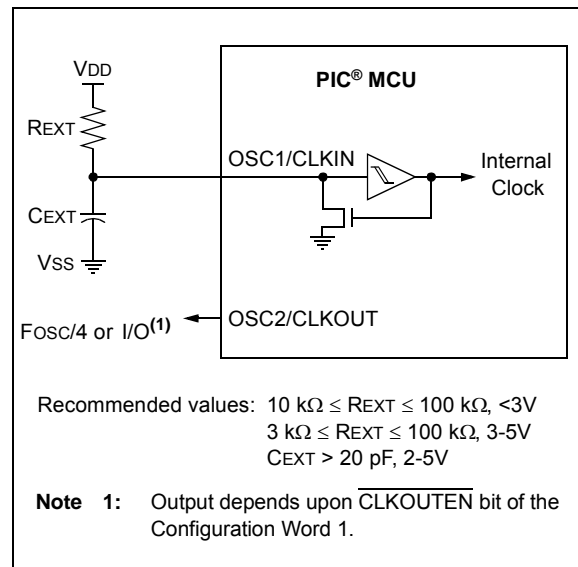 VDD
PIC® MCU
REXT
OSC1/CLKIN
Internal
Clock
CEXT
VSS
OSC2/CLKOUT
FOSC/4 or I/O(1)
Recommended values: 10 kΩ ≤ REXT ≤ 100 kΩ, <3V
3 kΩ ≤ REXT ≤ 100 kΩ, 3-5V
CEXT > 20 pF, 2-5V
Note 1: Output depends upon CLKOUTEN bit of the
Configuration Word 1.